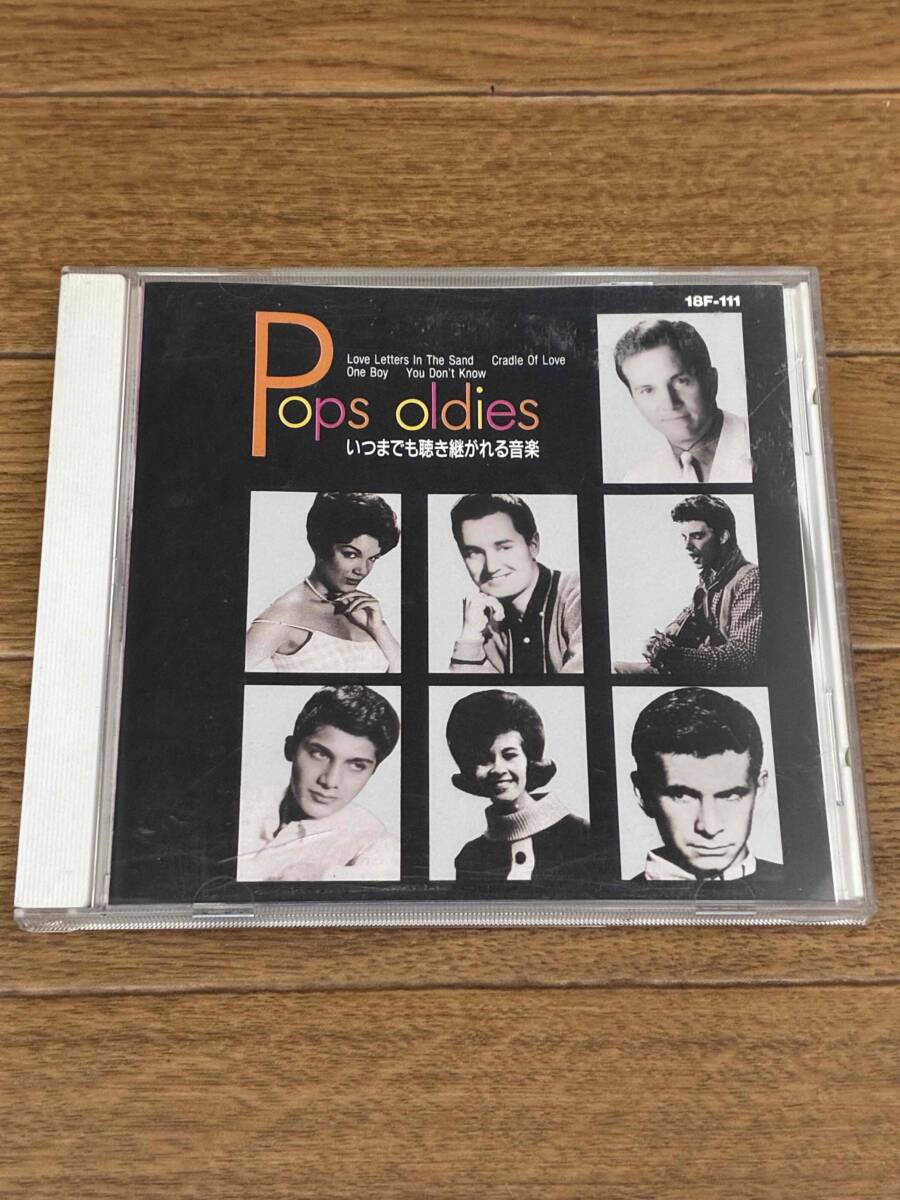 18F-111
Love Letters In The Sand Cradle Of Love
One Boy You Don't Know
Pops oldies
いつまでも聴き継がれる音楽